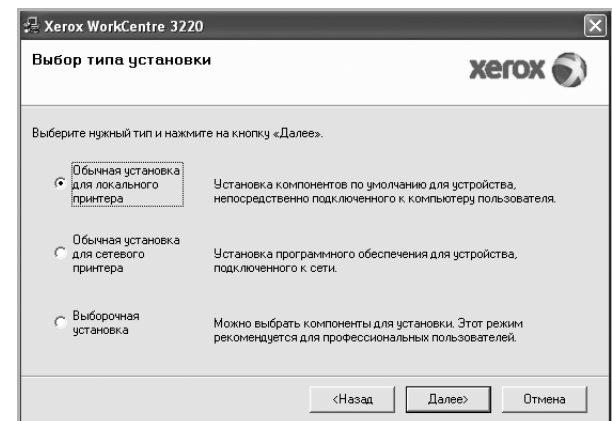 Xerox WorkCentre 3220
Выбор типа установки
xerox
Выберите нужный тип и нажмите на кнопку «Далее».
Обычная установка
для локального
принтера
Установка компонентов по умолчанию для устройства,
непосредственно подключенного к компьютеру пользователя.
Обычная установка
для сетевого
принтера
Установка программного обеспечения для устройства,
подключенного к сети.
Выборочная
установка
Можно выбрать компоненты для установки. Этот режим
рекомендуется для профессиональных пользователей.
<Назад Далее> Отмена